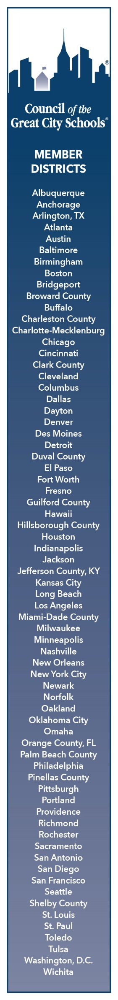 ®
Council of the
Great City Schools®
MEMBER
DISTRICTS
Albuquerque
Anchorage
Arlington, TX
Atlanta
Austin
Baltimore
Birmingham
Boston
Bridgeport
Broward County
Buffalo
Charleston County
Charlotte-Mecklenburg
Chicago
Cincinnati
Clark County
Cleveland
Columbus
Dallas
Dayton
Denver
Des Moines
Detroit
Duval County
El Paso
Fort Worth
Fresno
Guilford County
Hawaii
Hillsborough County
Houston
Indianapolis
Jackson
Jefferson County, KY
Kansas City
Long Beach
Los Angeles
Miami-Dade County
Milwaukee
Minneapolis
Nashville
New Orleans
New York City
Newark
Norfolk
Oakland
Oklahoma City
Omaha
Orange County, FL
Palm Beach County
Philadelphia
Pinellas County
Pittsburgh
Portland
Providence
Richmond
Rochester
Sacramento
San Antonio
San Diego
San Francisco
Seattle
Shelby County
St. Louis
St. Paul
Toledo
Tulsa
Washington, D.C.
Wichita